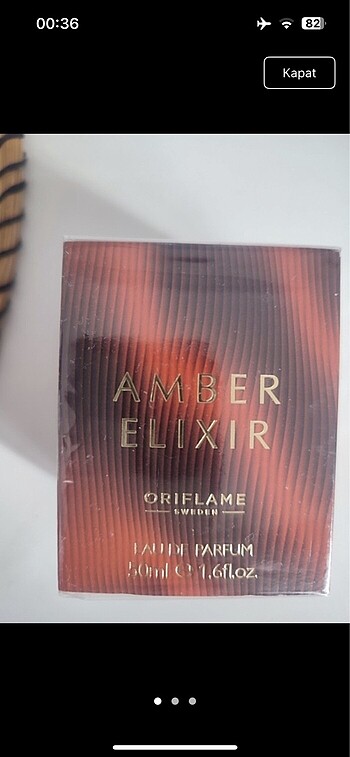 00:36
82
Kapat
AMBER
ELIXIR
ORIFLAME
SWEDEN
EAU DE PARFUM
50ml ℮ 1.6fl.oz.